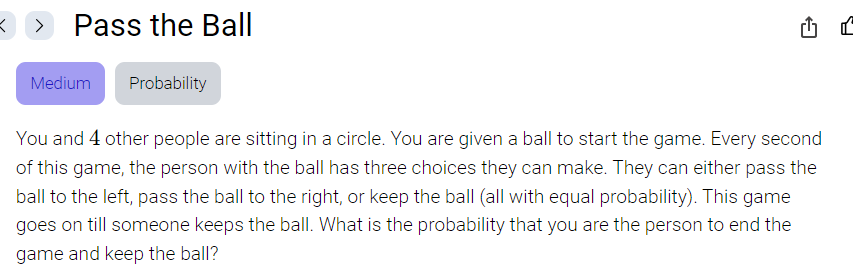 Pass the Ball
Medium
Probability
You and 4 other people are sitting in a circle. You are given a ball to start the game. Every second
of this game, the person with the ball has three choices they can make. They can either pass the
ball to the left, pass the ball to the right, or keep the ball (all with equal probability). This game
goes on till someone keeps the ball. What is the probability that you are the person to end the
game and keep the ball?